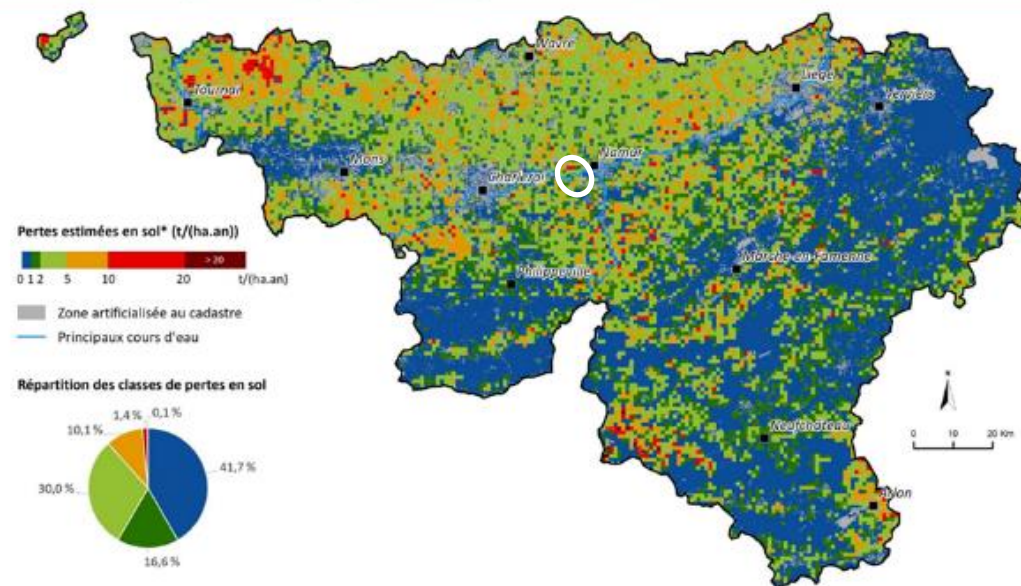 Wavre
Tournai
Liège
Verviers
Mons
Namur
Charleroi
Pertes estimées en sol* (t/(ha.an))
> 20
0 1 2 5 10 20 t/(ha.an)
Marche-en-Famenne
Philippeville
Zone artificialisée au cadastre
Principaux cours d'eau
Répartition des classes de pertes en sol
1,4 % 0,1 %
10,1 %
41,7 %
30,0 %
16,6 %
Neufchâteau
N
0 10 20 Km
Arlon